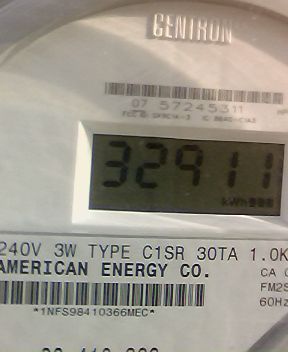 CENTRON
07 57245311
32911
kWh
240V 3W TYPE C1SR 30TA 1.0K
AMERICAN ENERGY CO.
CA
FM2S
60Hz
*1NFS98410366MEC*